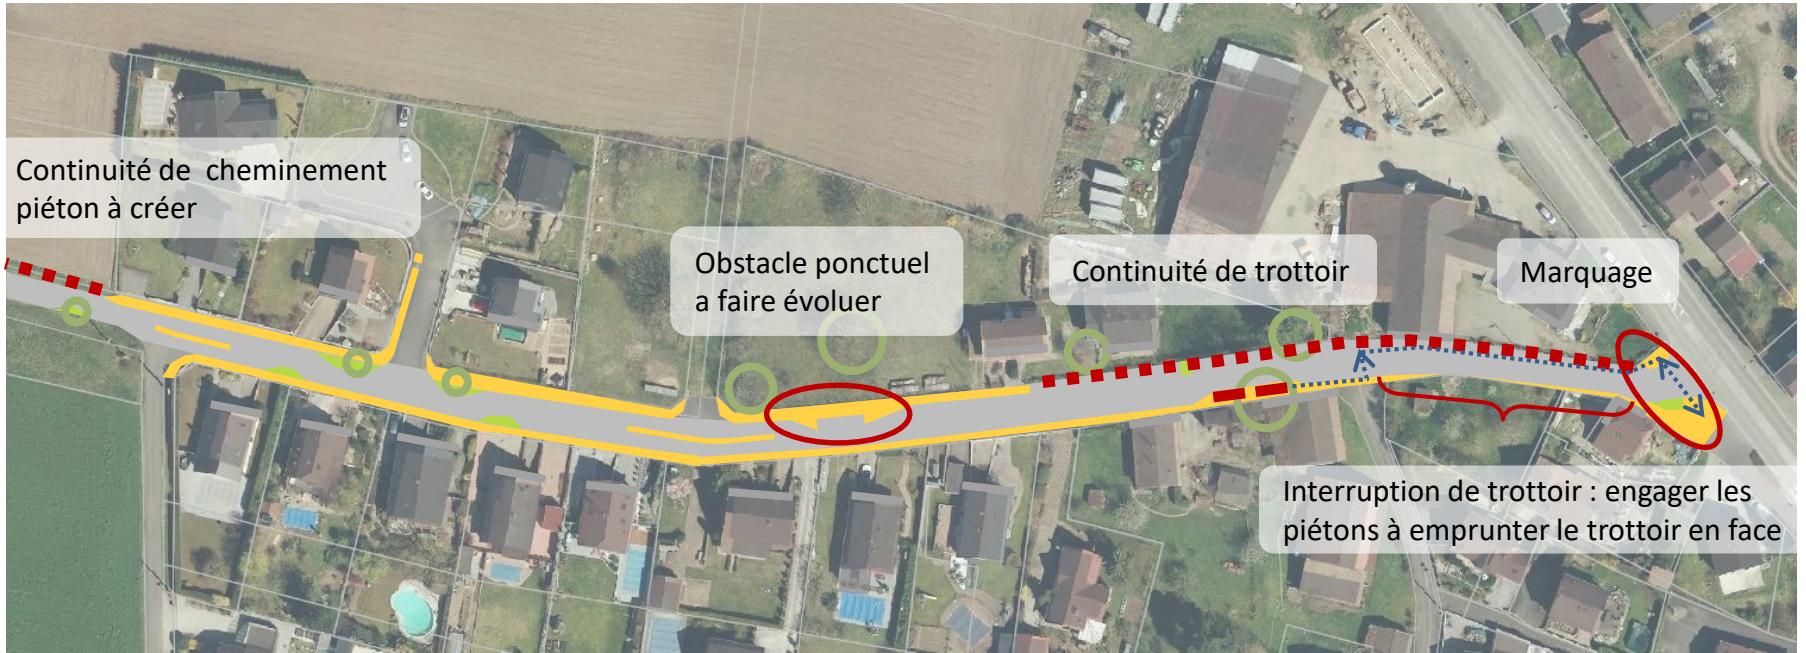 Continuité de  cheminement
piéton à créer
Obstacle ponctuel
a faire évoluer
Continuité de trottoir
Marquage
Interruption de trottoir : engager les
piétons à emprunter le trottoir en face